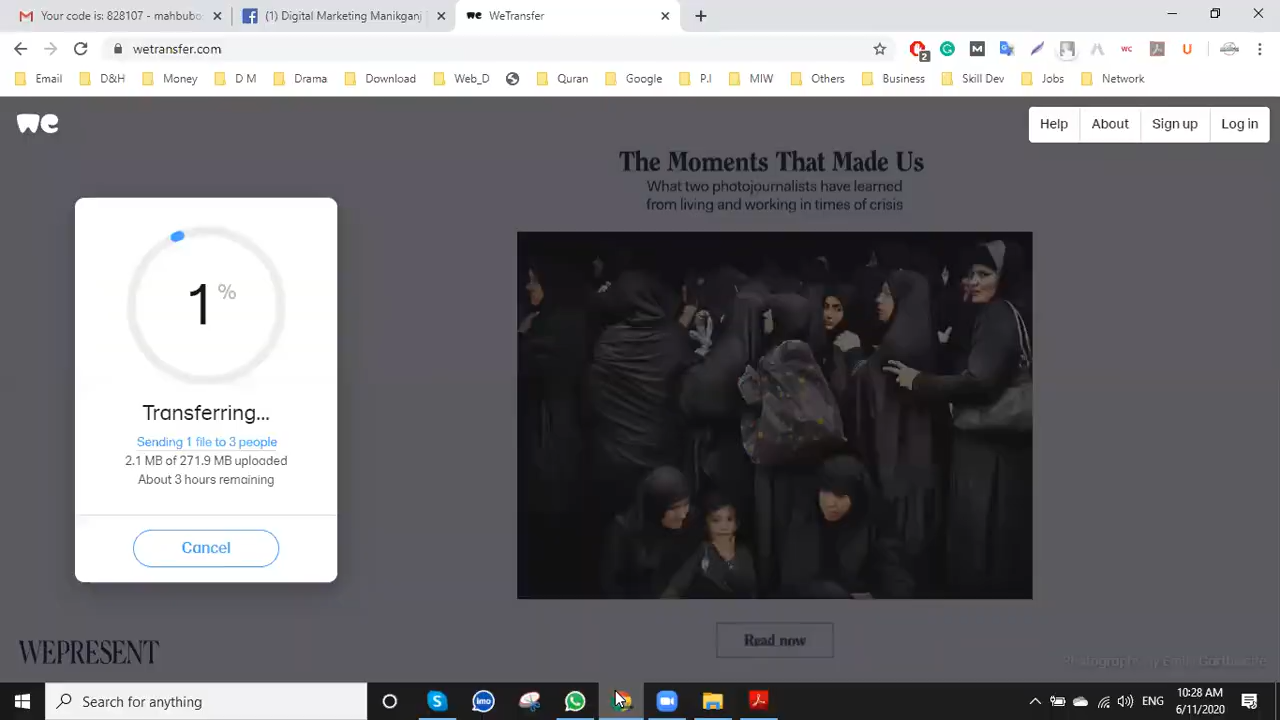 Your code is: 828107 - mahbubo
(1) Digital Marketing Manikganj
WeTransfer
wetransfer.com
2
Email
D&H
Money
D M
Drama
Download
Web_D
Quran
Google
P.I
MIW
Others
Business
Skill Dev
Jobs
Network
we
Help
About
Sign up
Log in
The Moments That Made Us
What two photojournalists have learned
from living and working in times of crisis
1 %
Transferring...
Sending 1 file to 3 people
2.1 MB of 271.9 MB uploaded
About 3 hours remaining
Cancel
WEPRESENT
Read now
Search for anything
imo
ENG
10:28 AM
6/11/2020